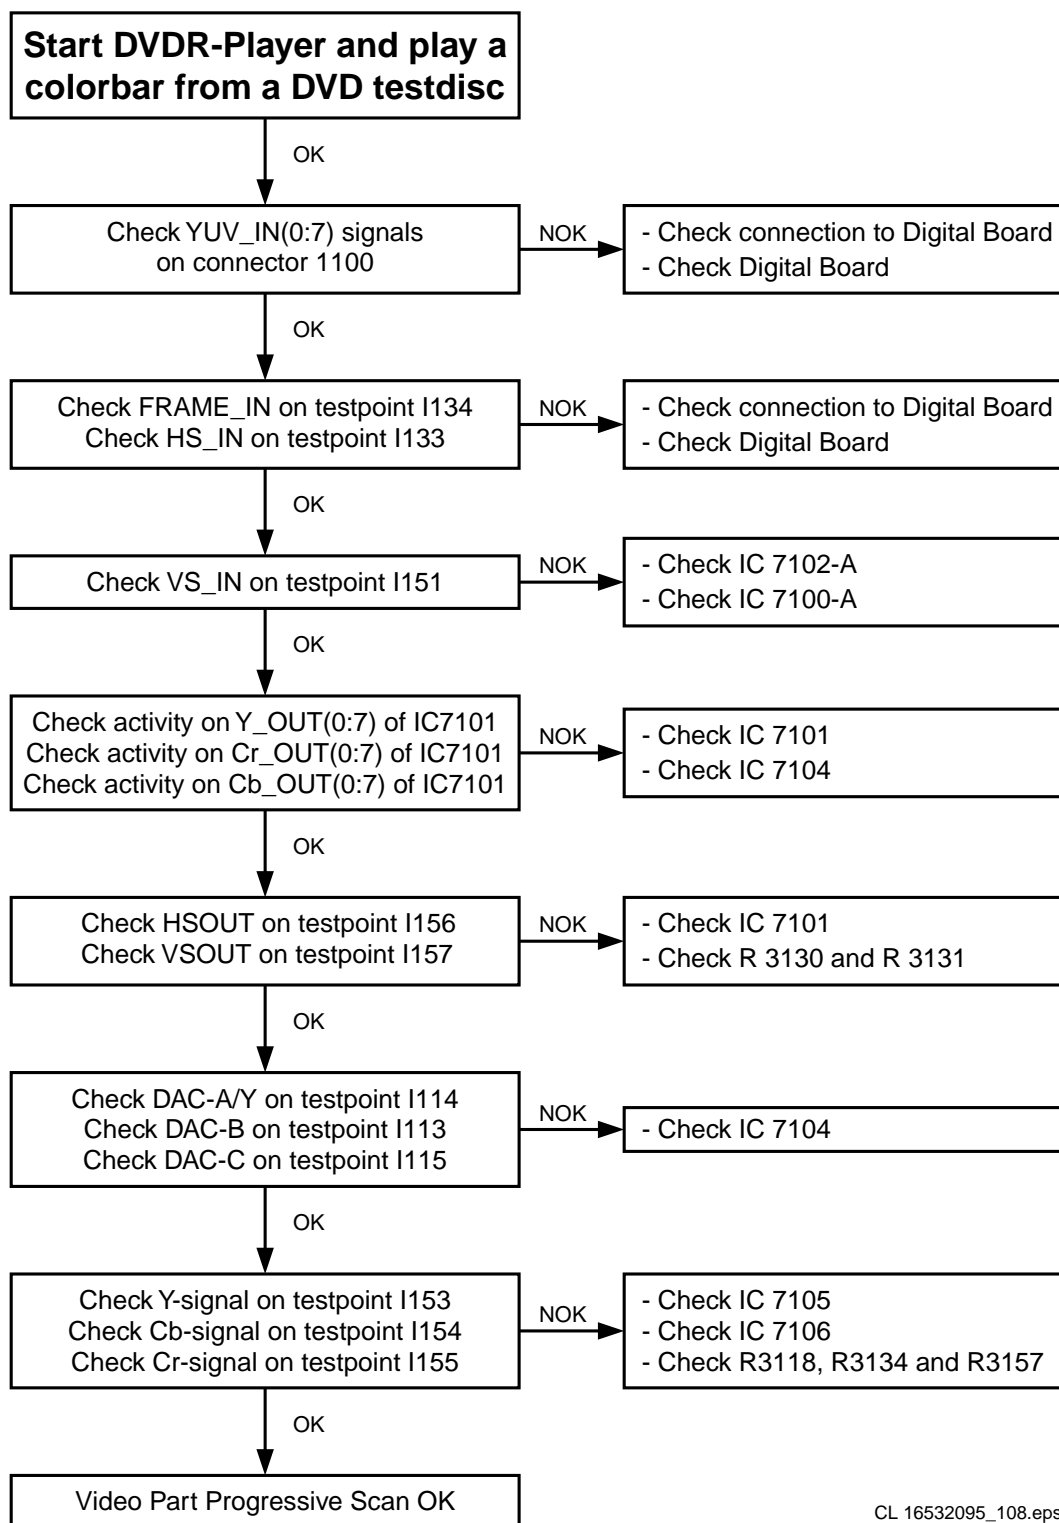 Start DVDR-Player and play a
colorbar from a DVD testdisc
OK
Check YUV_IN(0:7) signals
on connector 1100
NOK
- Check connection to Digital Board
- Check Digital Board
OK
Check FRAME_IN on testpoint I134
Check HS_IN on testpoint I133
NOK
- Check connection to Digital Board
- Check Digital Board
OK
Check VS_IN on testpoint I151
NOK
- Check IC 7102-A
- Check IC 7100-A
OK
Check activity on Y_OUT(0:7) of IC7101
Check activity on Cr_OUT(0:7) of IC7101
Check activity on Cb_OUT(0:7) of IC7101
NOK
- Check IC 7101
- Check IC 7104
OK
Check HSOUT on testpoint I156
Check VSOUT on testpoint I157
NOK
- Check IC 7101
- Check R 3130 and R 3131
OK
Check DAC-A/Y on testpoint I114
Check DAC-B on testpoint I113
Check DAC-C on testpoint I115
NOK
- Check IC 7104
OK
Check Y-signal on testpoint I153
Check Cb-signal on testpoint I154
Check Cr-signal on testpoint I155
NOK
- Check IC 7105
- Check IC 7106
- Check R3118, R3134 and R3157
OK
Video Part Progressive Scan OK
CL 16532095_108.eps